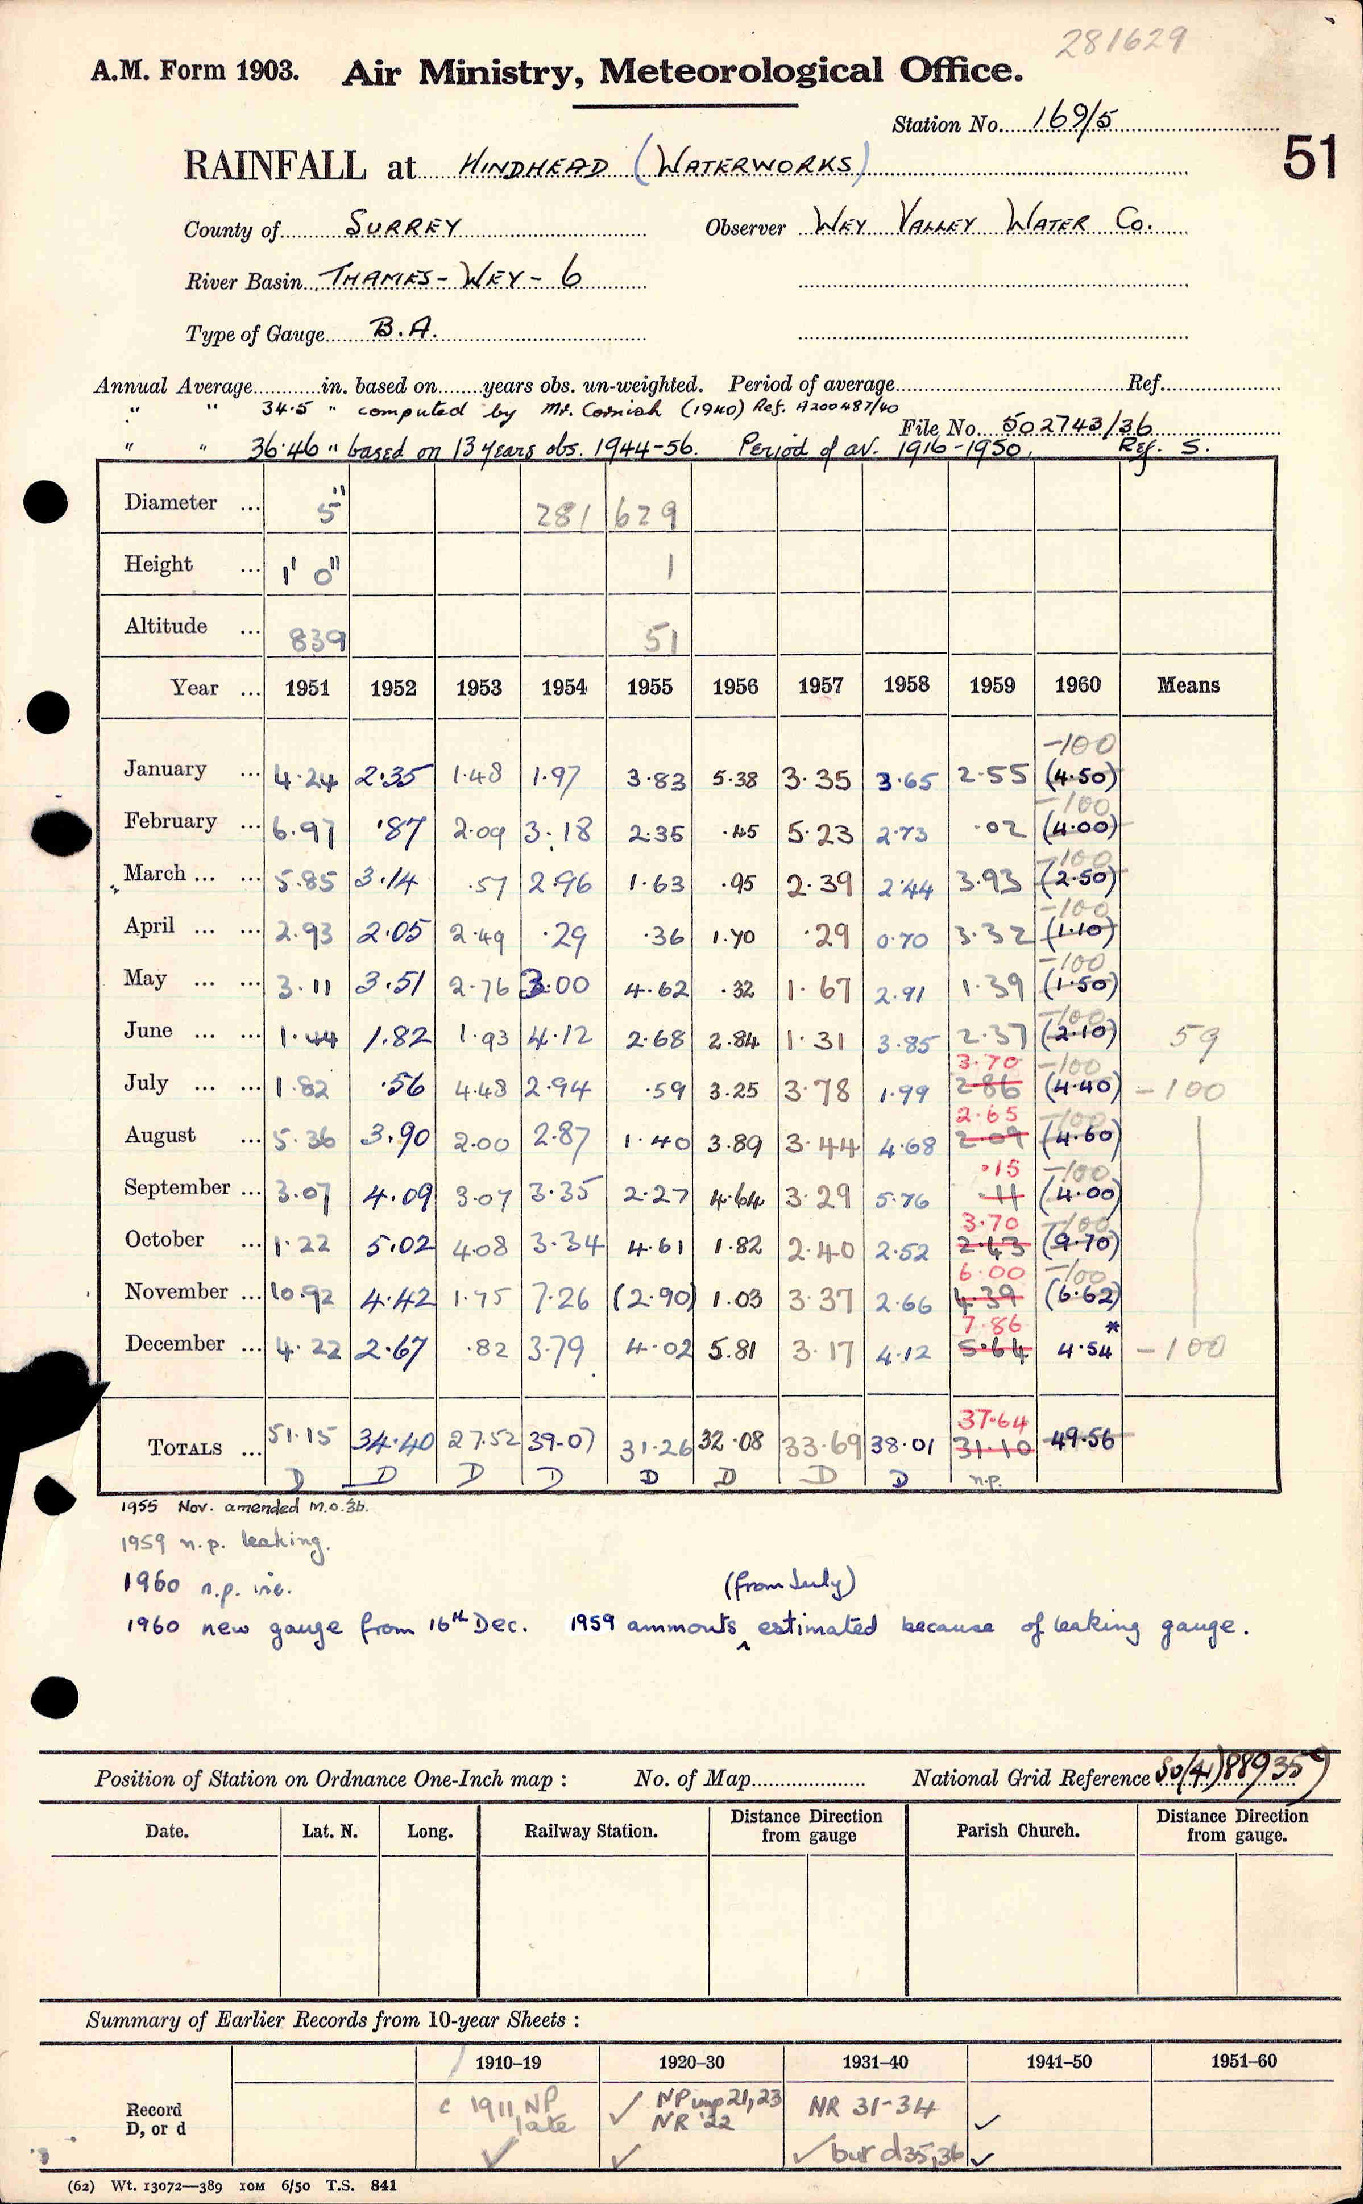 281629
A.M. Form 1903. Air Ministry, Meteorological Office.
Station No. 169/5
51
RAINFALL at HINDHEAD (WATERWORKS)
County of SURREY Observer WEY VALLEY WATER Co.
River Basin THAMES - WEY - 6
Type of Gauge B.A.
Annual Average in. based on years obs. un-weighted. Period of average Ref.
" " 34.5 " computed by Mr. Cornish (1940) Ref. A200487/40
File No. 502743/36
" " 36.46 " based on 13 years obs. 1944-56. Period of av. 1916-1950. Ref. S.
Diameter ... 5" 281 629
Height ... 1' 0" 1
Altitude ... 839 51
Year ... 1951 1952 1953 1954 1955 1956 1957 1958 1959 1960 Means
-100
January ... 4.24 2.35 1.48 1.97 3.83 5.38 3.35 3.65 2.55 (4.50)
-100
February ... 6.97 .87 2.09 3.18 2.35 .45 5.23 2.73 .02 (4.00)
-100
March ... ... 5.85 3.14 .57 2.96 1.63 .95 2.39 2.44 3.93 (2.50)
-100
April ... ... 2.93 2.05 2.49 .29 .36 1.70 .29 0.70 3.32 (1.10)
-100
May ... ... 3.11 3.51 2.76 3.00 4.62 .32 1.67 2.91 1.39 (1.50)
-100
June ... ... 1.44 1.82 1.93 4.12 2.68 2.84 1.31 3.85 2.37 (2.10) 59
3.70 -100
July ... ... 1.82 .56 4.48 2.94 .59 3.25 3.78 1.99 2.86 (4.40) -100
2.65 -100
August ... 5.36 3.90 2.00 2.87 1.40 3.89 3.44 4.68 2.09 (4.60)
.15 -100
September ... 3.07 4.09 3.07 3.35 2.27 4.64 3.29 5.76 .11 (4.00)
3.70 -100
October ... 1.22 5.02 4.08 3.34 4.61 1.82 2.40 2.52 2.63 (9.70)
6.00 -100
November ... 10.92 4.42 1.75 7.26 (2.90) 1.03 3.37 2.66 4.39 (6.62)
7.86 *
December ... 4.22 2.67 .82 3.79 4.02 5.81 3.17 4.12 5.64 4.54 -100
37.64
TOTALS ... 51.15 34.40 27.52 39.07 31.26 32.08 33.69 38.01 31.10 49.56
D D D D D D D D n.p.
1955 Nov. amended M.O.3b.
1959 n.p. leaking.
1960 n.p. inc.
(from July)
1960 new gauge from 16th Dec. 1959 ammouts ^ estimated because of leaking gauge.
Position of Station on Ordnance One-Inch map : No. of Map National Grid Reference SU(41)889359
Date. Lat. N. Long. Railway Station. Distance from gauge Direction Parish Church. Distance from gauge. Direction
Summary of Earlier Records from 10-year Sheets :
1910-19 1920-30 1931-40 1941-50 1951-60
Record D, or d c 1911 NP late ✓ NP imp 21,23 NR '22 NR 31-34 ✓
✓ ✓ ✓ but d35,36 ✓
(62) Wt. 13072—389 10M 6/50 T.S. 841